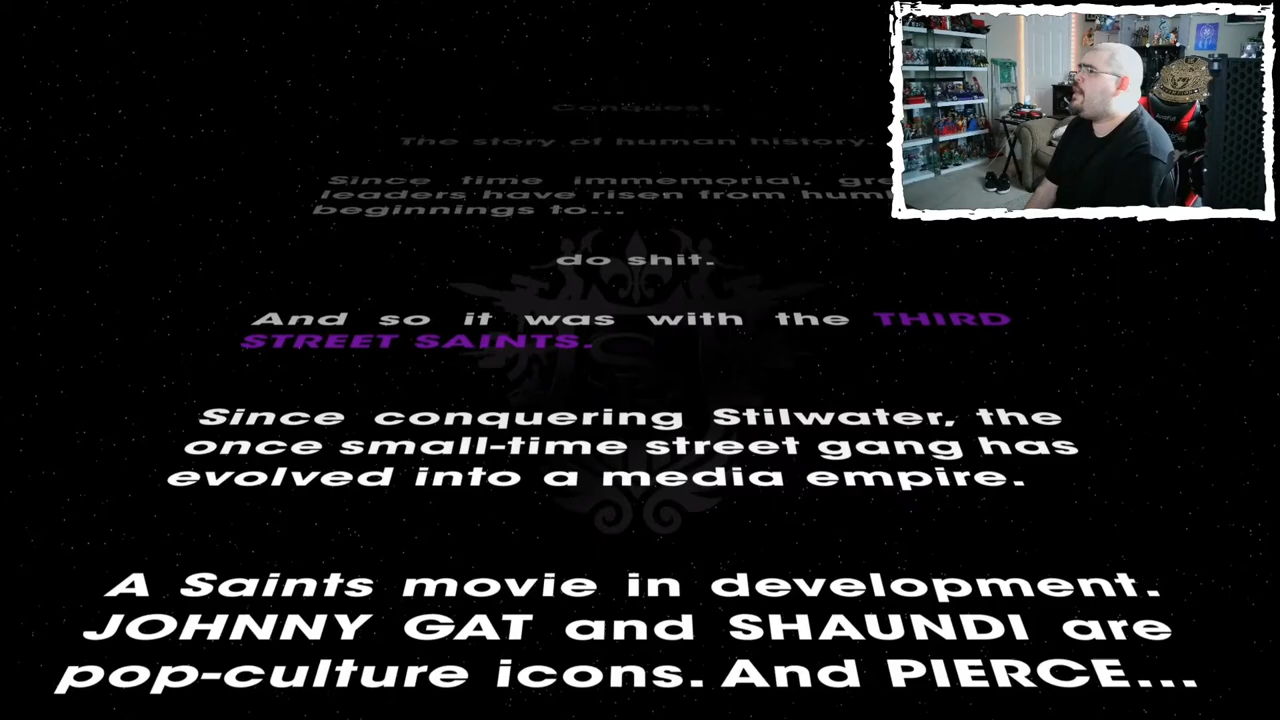 Conquest.
The story of human history.
Since time immemorial,
leaders have risen from
beginnings to...
do shit.
And so it was with the THIRD
STREET SAINTS.
Since conquering Stilwater, the
once small-time street gang has
evolved into a media empire.
A Saints movie in development.
JOHNNY GAT and SHAUNDI are
pop-culture icons. And PIERCE...